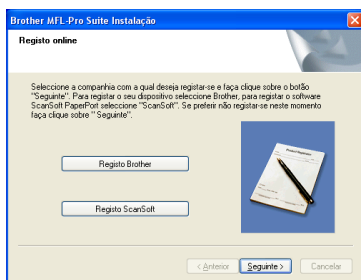 Brother MFL-Pro Suite Instalação
Registo online
Seleccione a companhia com a qual deseja registar-se e faça clique sobre o botão
"Seguinte". Para registar o seu dispositivo seleccione Brother, para registar o software
ScanSoft PaperPort seleccione "ScanSoft". Se preferir não registar-se neste momento
faça clique sobre " Seguinte".
Registo Brother
Registo ScanSoft
< Anterior
Seguinte >
Cancelar